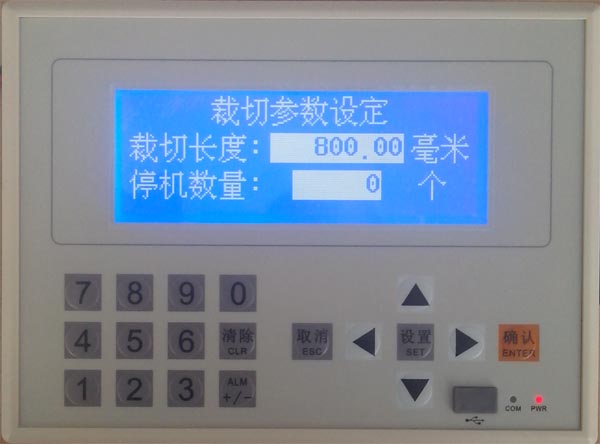 裁切参数设定
裁切长度：800.00毫米
停机数量：0 个
7 8 9 0
4 5 6 清除 CLR 取消 ESC 设置 SET 确认 ENTER
1 2 3 ALM +/-
COM PWR